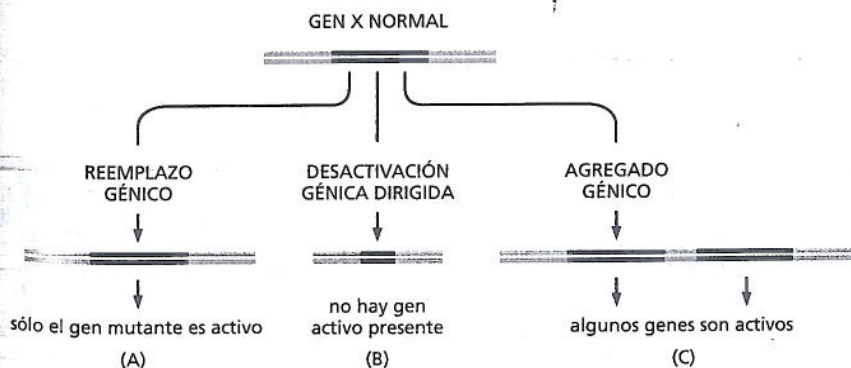 GEN X NORMAL
REEMPLAZO
GÉNICO
DESACTIVACIÓN
GÉNICA DIRIGIDA
AGREGADO
GÉNICO
sólo el gen mutante es activo
no hay gen
activo presente
algunos genes son activos
(A)
(B)
(C)